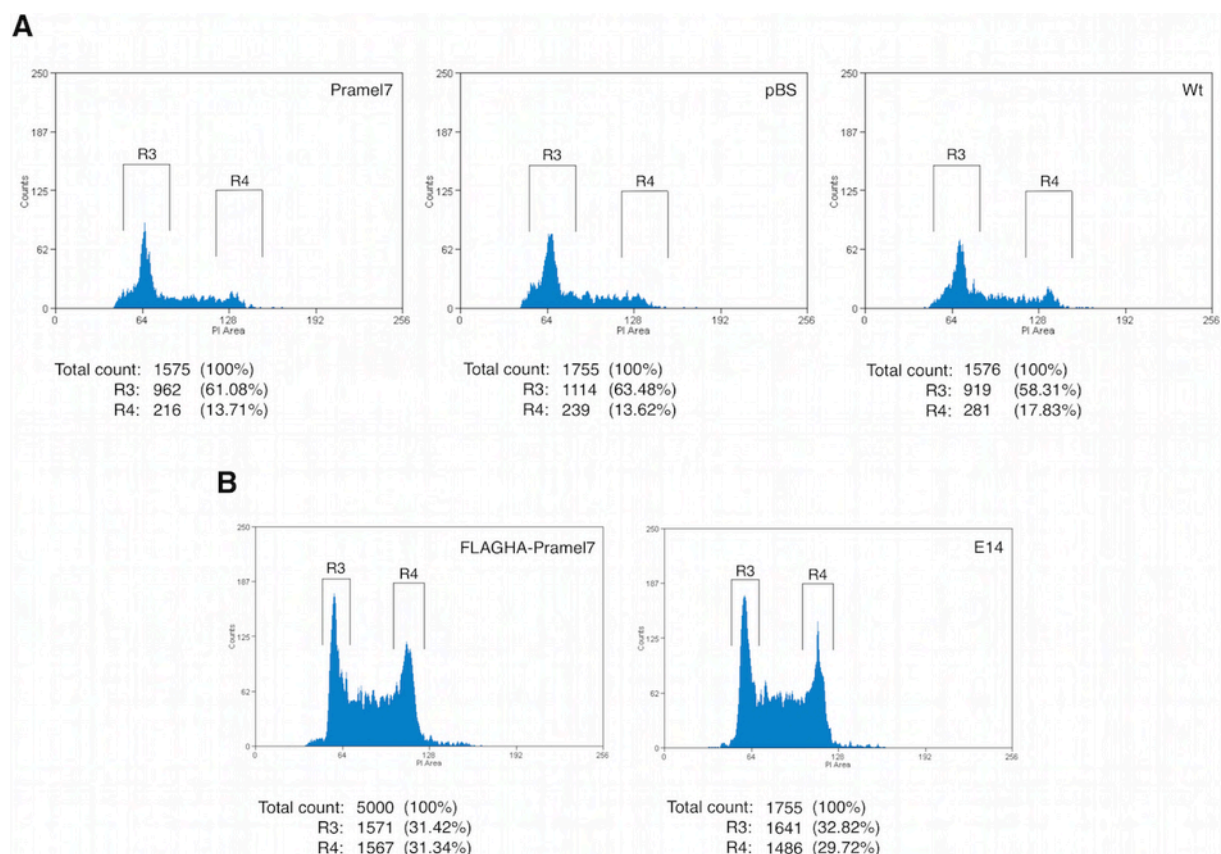 A
250
187
125
62
0
Counts
Pramel7
R3
R4
0 64 128 192 256
PI Area
Total count: 1575 (100%)
R3: 962 (61.08%)
R4: 216 (13.71%)
250
187
125
62
0
Counts
pBS
R3
R4
0 64 128 192 256
PI Area
Total count: 1755 (100%)
R3: 1114 (63.48%)
R4: 239 (13.62%)
250
187
125
62
0
Counts
Wt
R3
R4
0 64 128 192 256
PI Area
Total count: 1576 (100%)
R3: 919 (58.31%)
R4: 281 (17.83%)
B
250
187
125
62
0
Counts
FLAGHA-Pramel7
R3 R4
0 64 128 192 256
PI Area
Total count: 5000 (100%)
R3: 1571 (31.42%)
R4: 1567 (31.34%)
250
187
125
62
0
Counts
E14
R3 R4
0 64 128 192 256
PI Area
Total count: 1755 (100%)
R3: 1641 (32.82%)
R4: 1486 (29.72%)